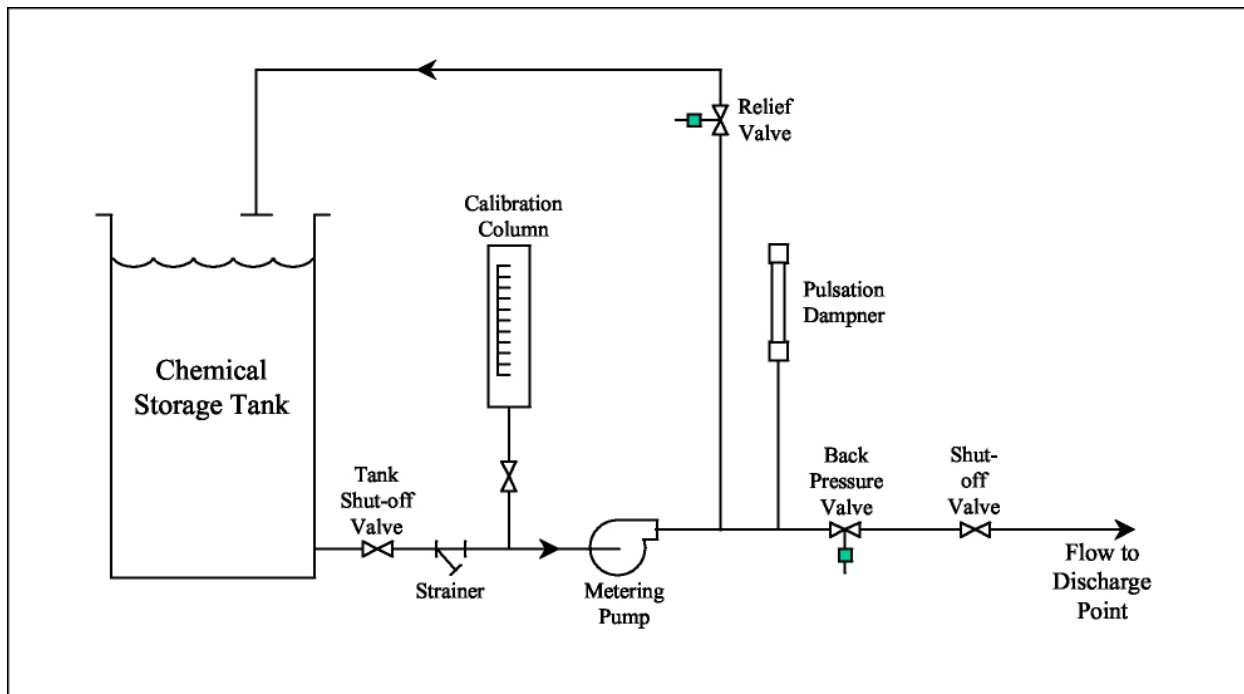 Relief
Valve
Calibration
Column
Pulsation
Dampner
Chemical
Storage Tank
Tank
Shut-off
Valve
Back
Pressure
Valve
Shut-
off
Valve
Strainer
Metering
Pump
Flow to
Discharge
Point